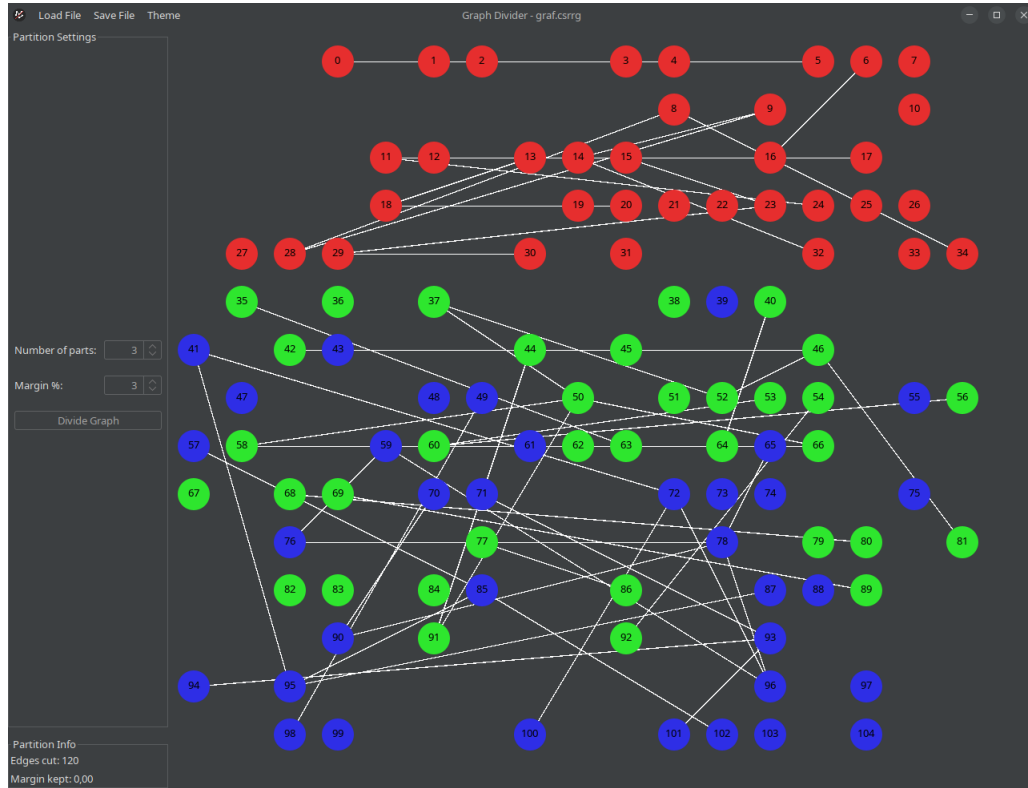 Load File Save File Theme Graph Divider - graf.csrrg
Partition Settings
0 1 2 3 4 5 6 7
8 9 10
11 12 13 14 15 16 17
18 19 20 21 22 23 24 25 26
27 28 29 30 31 32 33 34
35 36 37 38 39 40
Number of parts: 3 41 42 43 44 45 46
Margin %: 3
47 48 49 50 51 52 53 54 55 56
Divide Graph
57 58 59 60 61 62 63 64 65 66
67 68 69 70 71 72 73 74 75
76 77 78 79 80 81
82 83 84 85 86 87 88 89
90 91 92 93
94 95 96 97
98 99 100 101 102 103 104
Partition Info
Edges cut: 120
Margin kept: 0,00